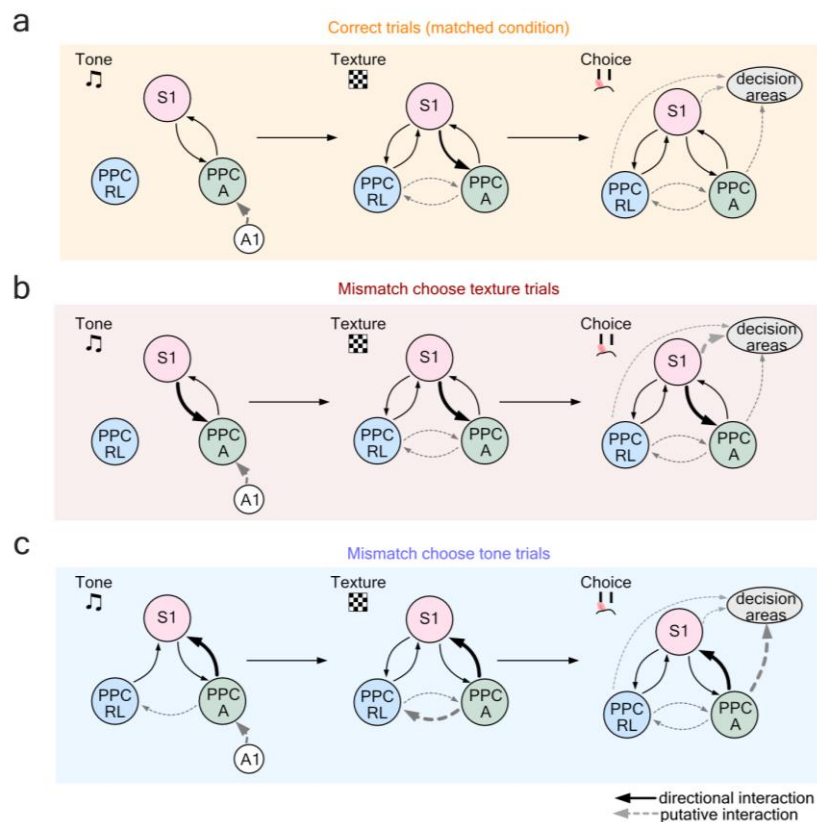 a
Correct trials (matched condition)
Tone
Texture
Choice
S1
PPC
RL
PPC
A
A1
S1
PPC
RL
PPC
A
decision
areas
S1
PPC
RL
PPC
A
b
Mismatch choose texture trials
Tone
Texture
Choice
S1
PPC
RL
PPC
A
A1
S1
PPC
RL
PPC
A
decision
areas
S1
PPC
RL
PPC
A
c
Mismatch choose tone trials
Tone
Texture
Choice
S1
PPC
RL
PPC
A
A1
S1
PPC
RL
PPC
A
decision
areas
S1
PPC
RL
PPC
A
directional interaction
putative interaction